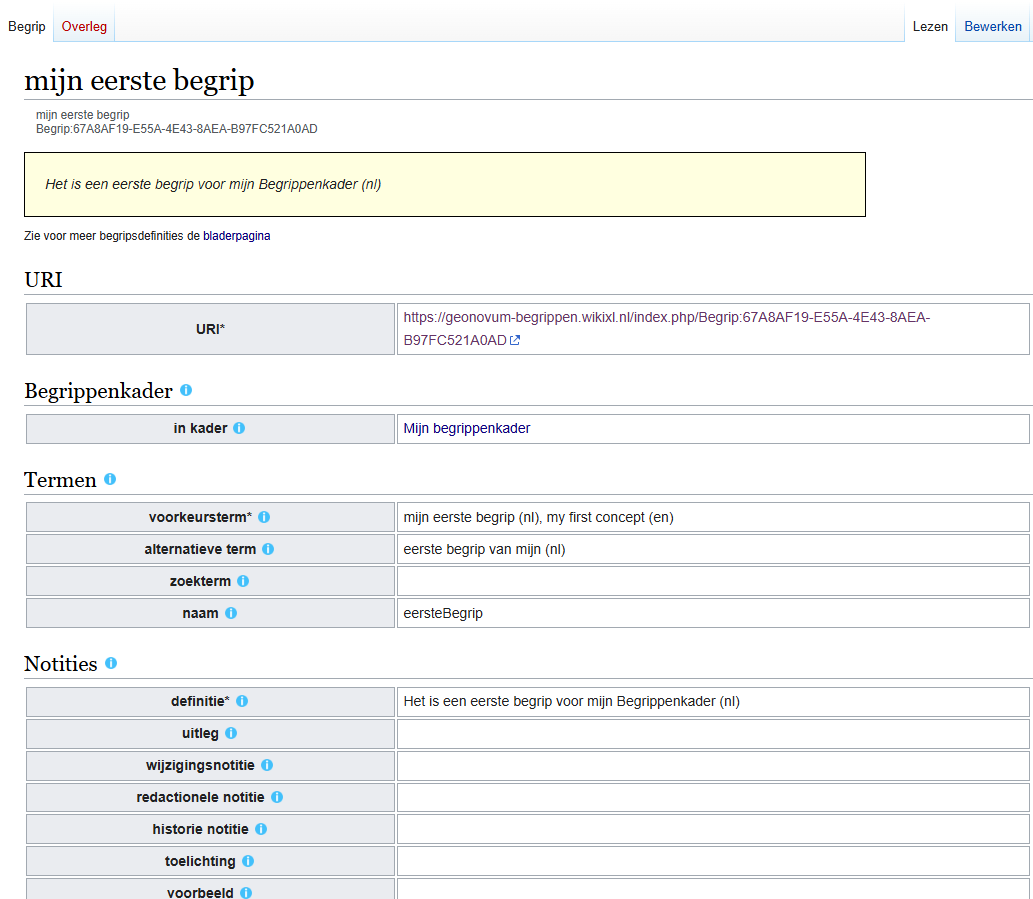 Begrip Overleg Lezen Bewerken
mijn eerste begrip
mijn eerste begrip
Begrip:67A8AF19-E55A-4E43-8AEA-B97FC521A0AD
Het is een eerste begrip voor mijn Begrippenkader (nl)
Zie voor meer begripsdefinities de bladerpagina
URI
URI* https://geonovum-begrippen.wikixl.nl/index.php/Begrip:67A8AF19-E55A-4E43-8AEA-
B97FC521A0AD
Begrippenkader
in kader Mijn begrippenkader
Termen
voorkeursterm* mijn eerste begrip (nl), my first concept (en)
alternatieve term eerste begrip van mijn (nl)
zoekterm
naam eersteBegrip
Notities
definitie* Het is een eerste begrip voor mijn Begrippenkader (nl)
uitleg
wijzigingsnotitie
redactionele notitie
historie notitie
toelichting
voorbeeld